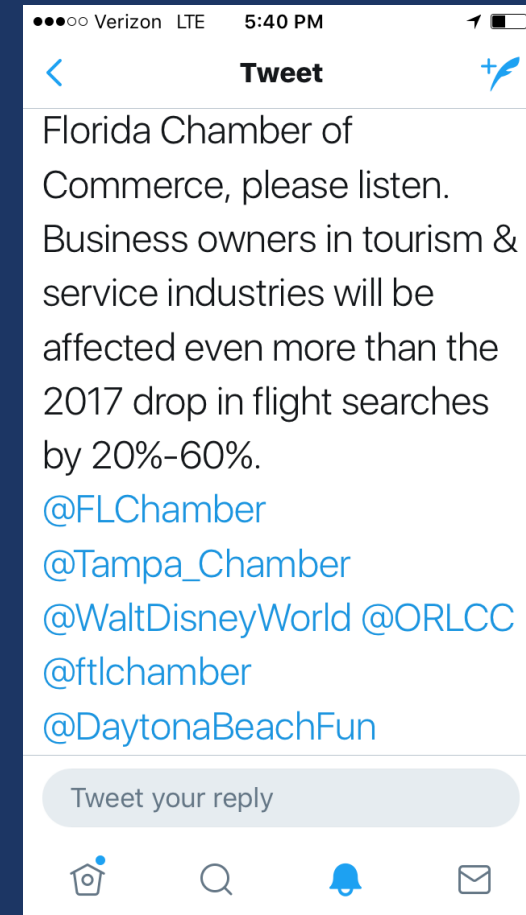 Verizon LTE 5:40 PM
Tweet
Florida Chamber of
Commerce, please listen.
Business owners in tourism &
service industries will be
affected even more than the
2017 drop in flight searches
by 20%-60%.
@FLChamber
@Tampa_Chamber
@WaltDisneyWorld @ORLCC
@ftlchamber
@DaytonaBeachFun
Tweet your reply